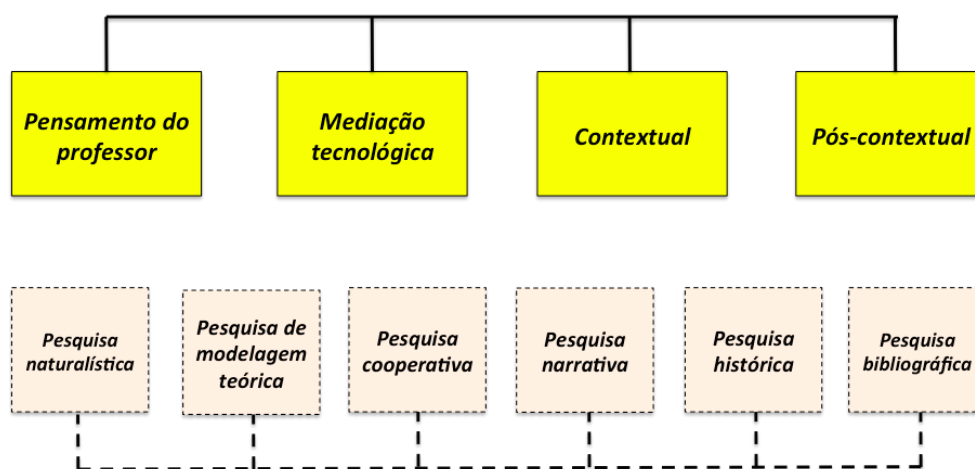 Pensamento do
professor
Mediação
tecnológica
Contextual
Pós-contextual
Pesquisa
naturalística
Pesquisa de
modelagem
teórica
Pesquisa
cooperativa
Pesquisa
narrativa
Pesquisa
histórica
Pesquisa
bibliográfica